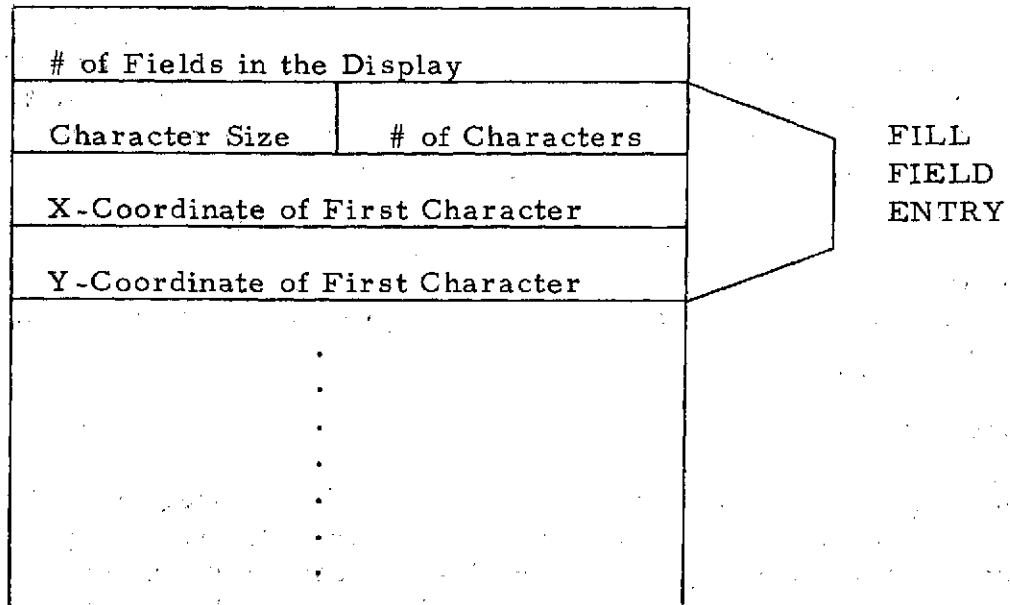 # of Fields in the Display
Character Size # of Characters
X-Coordinate of First Character
Y-Coordinate of First Character
FILL
FIELD
ENTRY